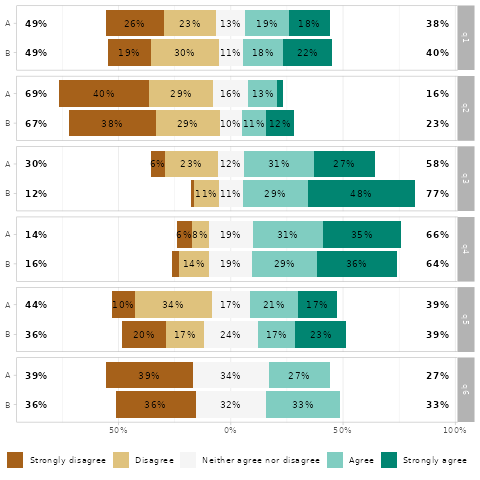 A 49% 26% 23% 13% 19% 18% 38%
B 49% 19% 30% 11% 18% 22% 40%
q1
A 69% 40% 29% 16% 13% 16%
B 67% 38% 29% 10% 11% 12% 23%
q2
A 30% 6% 23% 12% 31% 27% 58%
B 12% 11% 11% 29% 48% 77%
q3
A 14% 6% 8% 19% 31% 35% 66%
B 16% 14% 19% 29% 36% 64%
q4
A 44% 10% 34% 17% 21% 17% 39%
B 36% 20% 17% 24% 17% 23% 39%
q5
A 39% 39% 34% 27% 27%
B 36% 36% 32% 33% 33%
q6
50% 0% 50% 100%
Strongly disagree Disagree Neither agree nor disagree Agree Strongly agree